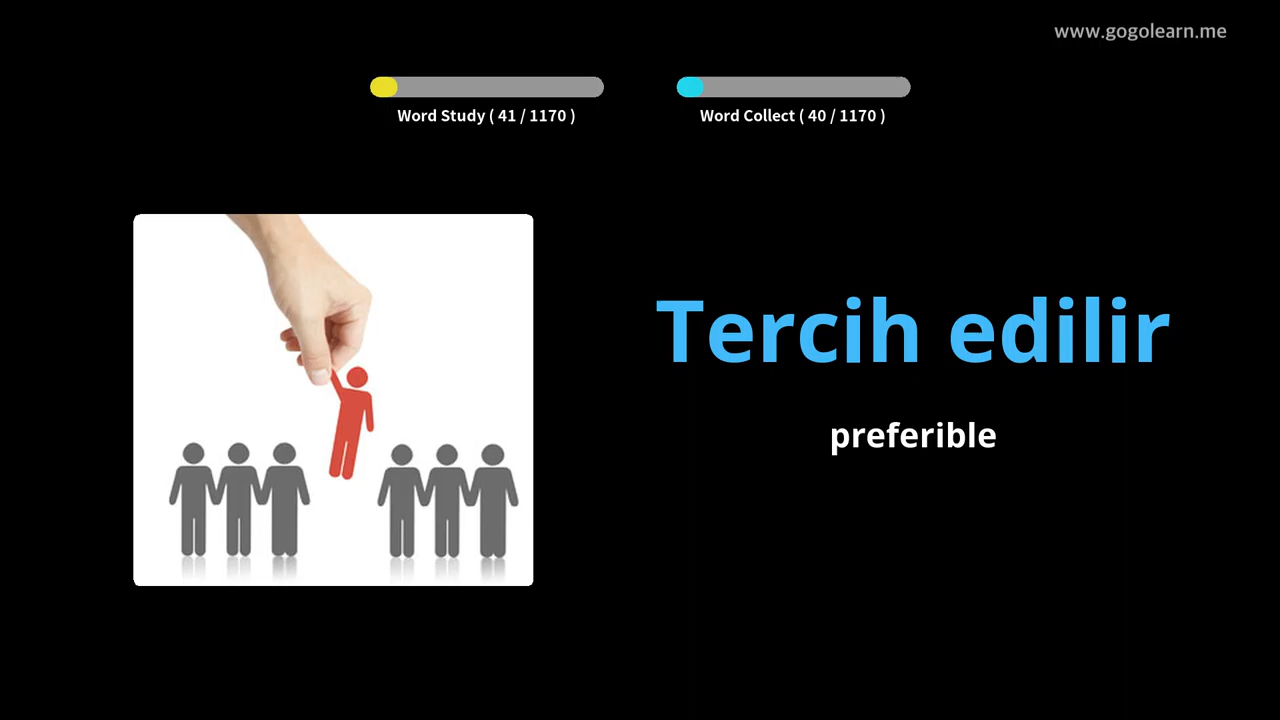 www.gogolearn.me
Word Study ( 41 / 1170 )
Word Collect ( 40 / 1170 )
Tercih edilir
preferible